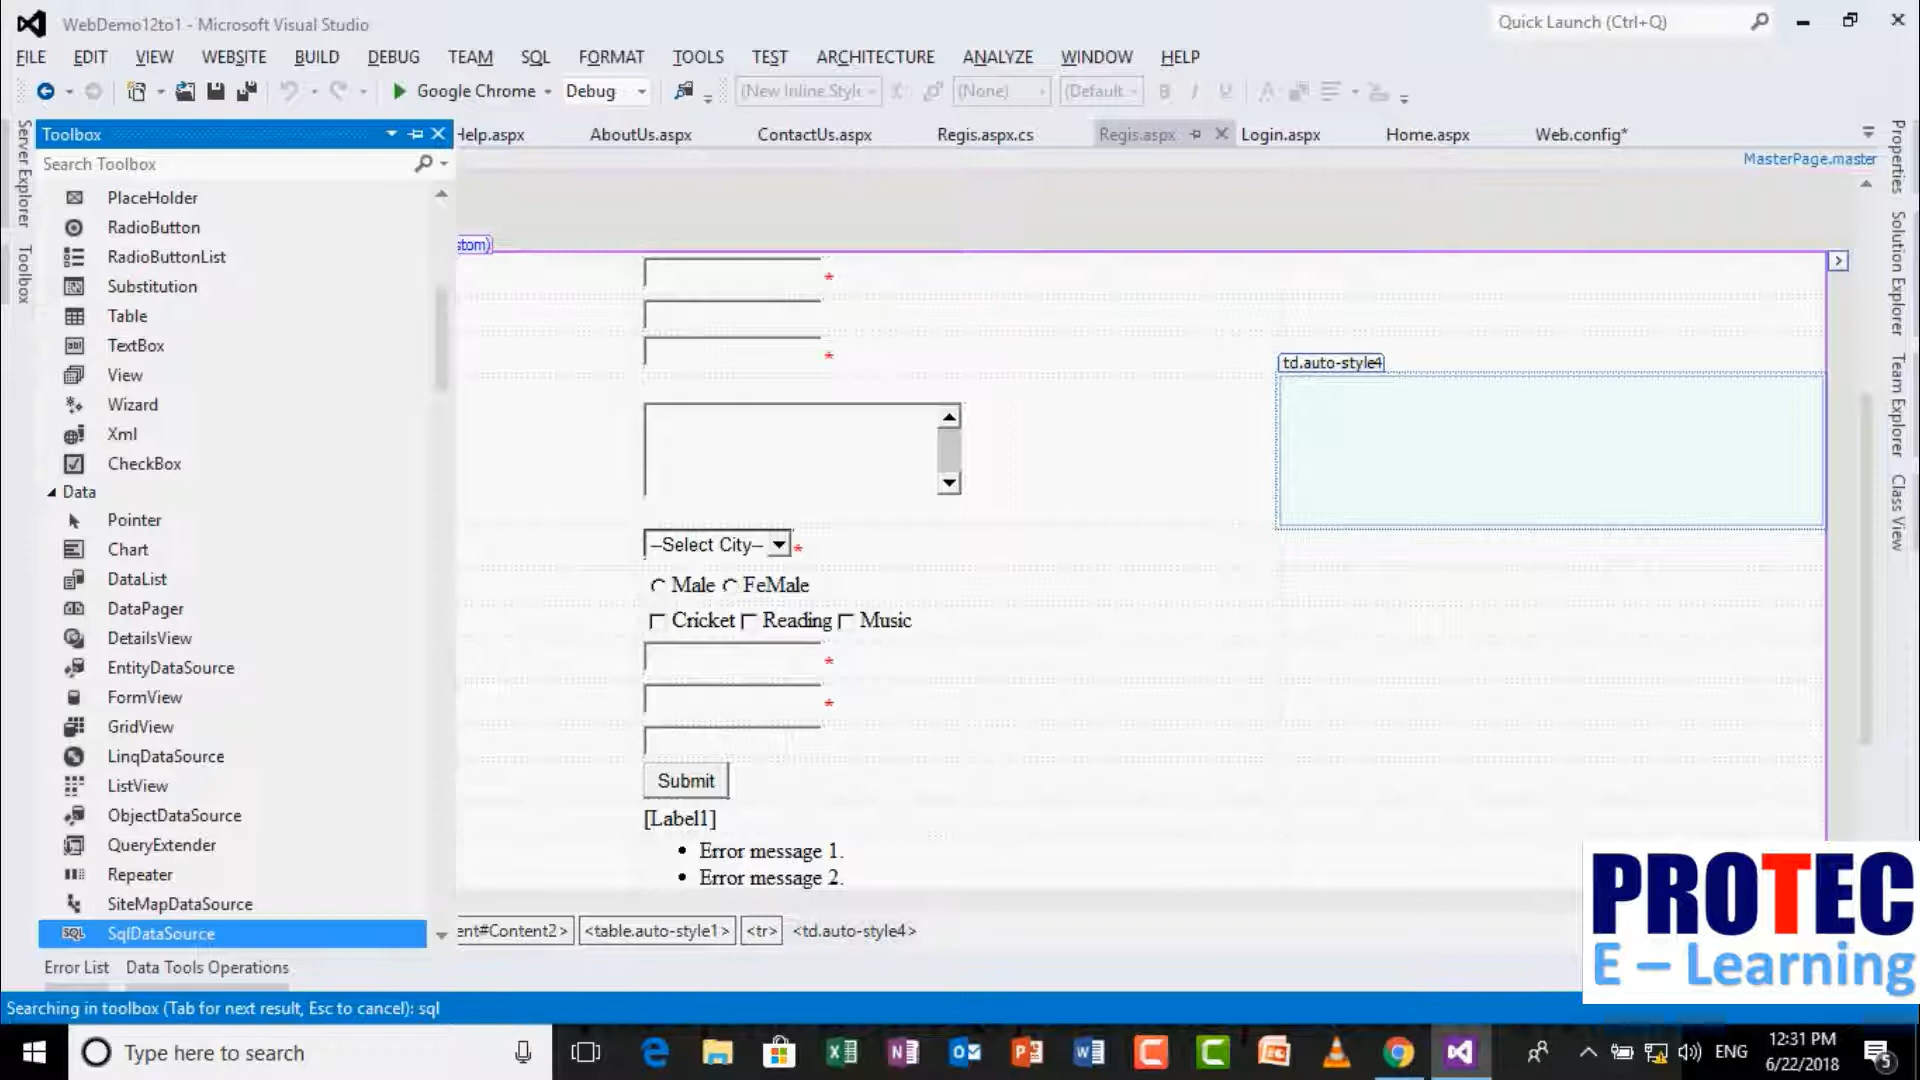 WebDemo12to1 - Microsoft Visual Studio
Quick Launch (Ctrl+Q)
FILE EDIT VIEW WEBSITE BUILD DEBUG TEAM SQL FORMAT TOOLS TEST ARCHITECTURE ANALYZE WINDOW HELP
Google Chrome Debug (New Inline Style (None) (Default B I U A
Toolbox
Help.aspx AboutUs.aspx ContactUs.aspx Regis.aspx.cs Regis.aspx Login.aspx Home.aspx Web.config*
Search Toolbox
MasterPage.master
Server Explorer
Toolbox
Properties
Solution Explorer
Team Explorer
Class View
PlaceHolder
RadioButton
RadioButtonList
Substitution
Table
TextBox
View
Wizard
Xml
CheckBox
Data
Pointer
Chart
DataList
DataPager
DetailsView
EntityDataSource
FormView
GridView
LinqDataSource
ListView
ObjectDataSource
QueryExtender
Repeater
SiteMapDataSource
SQL SqlDataSource
stom)
*
*
td.auto-style4
--Select City-- *
Male FeMale
Cricket Reading Music
*
*
Submit
[Label1]
• Error message 1.
• Error message 2.
ent#Content2> <table.auto-style1> <tr> <td.auto-style4>
Error List Data Tools Operations
PROTEC
E – Learning
Searching in toolbox (Tab for next result, Esc to cancel): sql
Type here to search
ENG
12:31 PM
6/22/2018
5